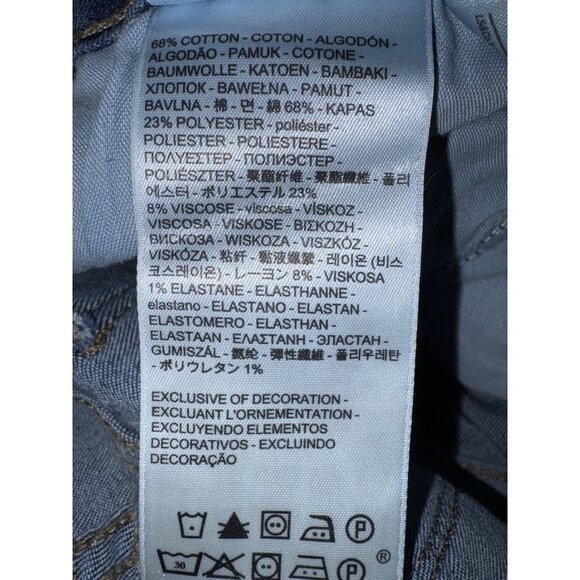 68% COTTON - COTON - ALGODÓN -
ALGODÃO - PAMUK - COTONE -
BAUMWOLLE - KATOEN - BAMBAKI -
ХЛОПОК - BAWEŁNA - PAMUT -
BAVLNA - 棉 - 면 - 綿 68% - KAPAS
23% POLYESTER - poliéster -
POLIESTER - POLIESTERE -
ΠΟΛΥΕΣΤΕΡ - ПОЛИЭСТЕР -
POLIÉSZTER - 聚酯纤维 - 聚酯纖維 - 폴리
에스터 - ポリエステル 23%
8% VISCOSE - viscosa - VİSKOZ -
VISCOSA - VISKOSE - ΒΙΣΚΟΖΗ -
ВИСКОЗА - WISKOZA - VISZKÓZ -
VISKÓZA - 粘纤 - 黏液螺縈 - 레이온 (비스
코스레이온) - レーヨン 8% - VISKOSA
1% ELASTANE - ELASTHANNE -
elastano - ELASTANO - ELASTAN -
ELASTOMERO - ELASTHAN -
ELASTAAN - ΕΛΑΣΤΑΝΗ - ЭЛАСТАН -
GUMISZÁL - 氨纶 - 彈性纖維 - 폴리우레탄
- ポリウレタン 1%
EXCLUSIVE OF DECORATION -
EXCLUANT L'ORNEMENTATION -
EXCLUYENDO ELEMENTOS
DECORATIVOS - EXCLUINDO
DECORAÇÃO
P
30
P
®